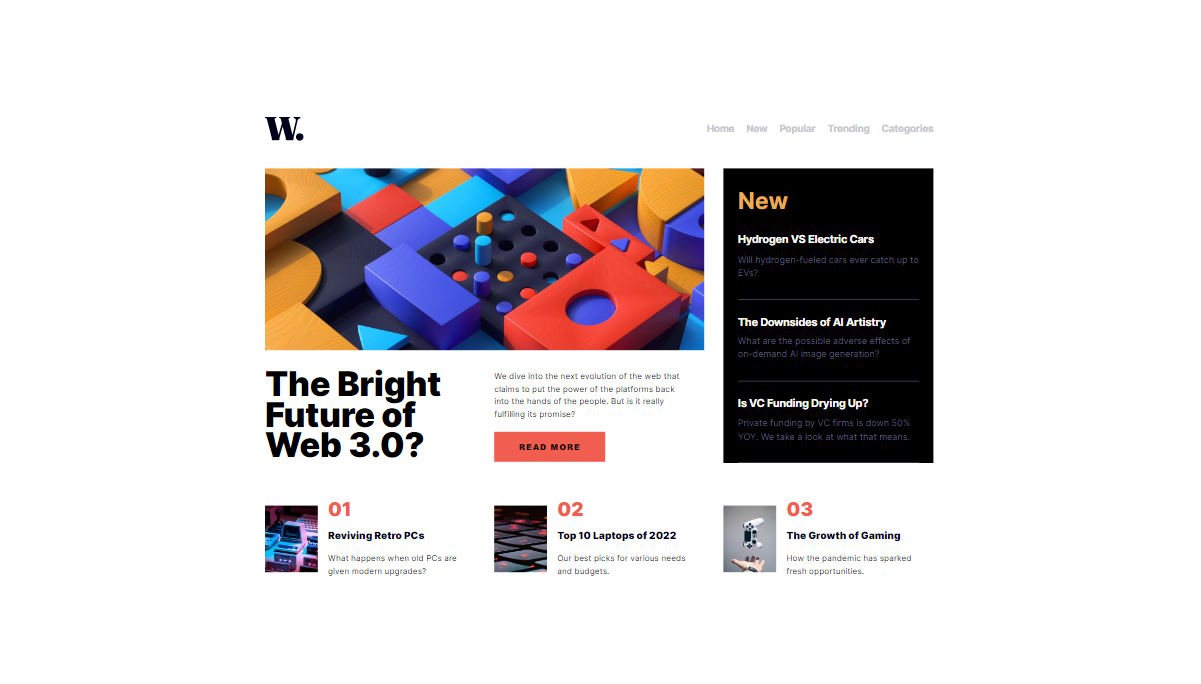 W.
Home New Popular Trending Categories
The Bright
Future of
Web 3.0?
We dive into the next evolution of the web that
claims to put the power of the platforms back
into the hands of the people. But is it really
fulfilling its promise?
READ MORE
New
Hydrogen VS Electric Cars
Will hydrogen-fueled cars ever catch up to
EVs?
The Downsides of AI Artistry
What are the possible adverse effects of
on-demand AI image generation?
Is VC Funding Drying Up?
Private funding by VC firms is down 50%
YOY. We take a look at what that means.
01
Reviving Retro PCs
What happens when old PCs are
given modern upgrades?
02
Top 10 Laptops of 2022
Our best picks for various needs
and budgets.
03
The Growth of Gaming
How the pandemic has sparked
fresh opportunities.